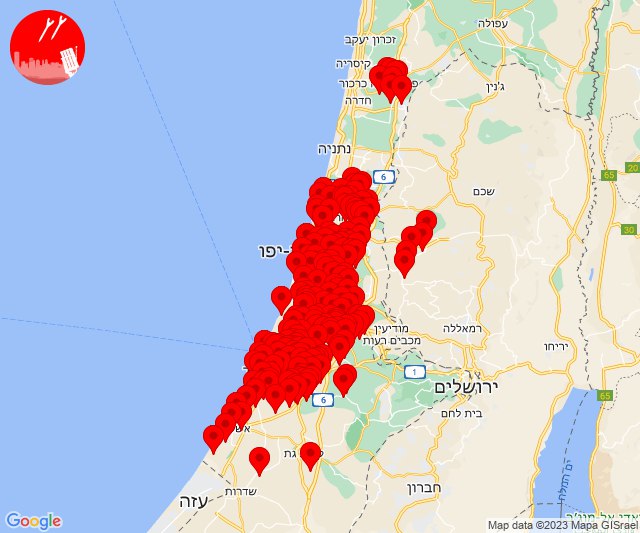 עפולה
זכרון יעקב
קיסריה
כרכור
ג'נין
חדרה
נתניה
6
65
20
שכם
30
יפו-
מודיעין
מכבים רעות
רמאללה
יריחו
1
ירושלים
65
6
בית לחם
גת
שדרות
עזה
חברון
ים המלח
Google
Map data ©2023 Mapa GISrael